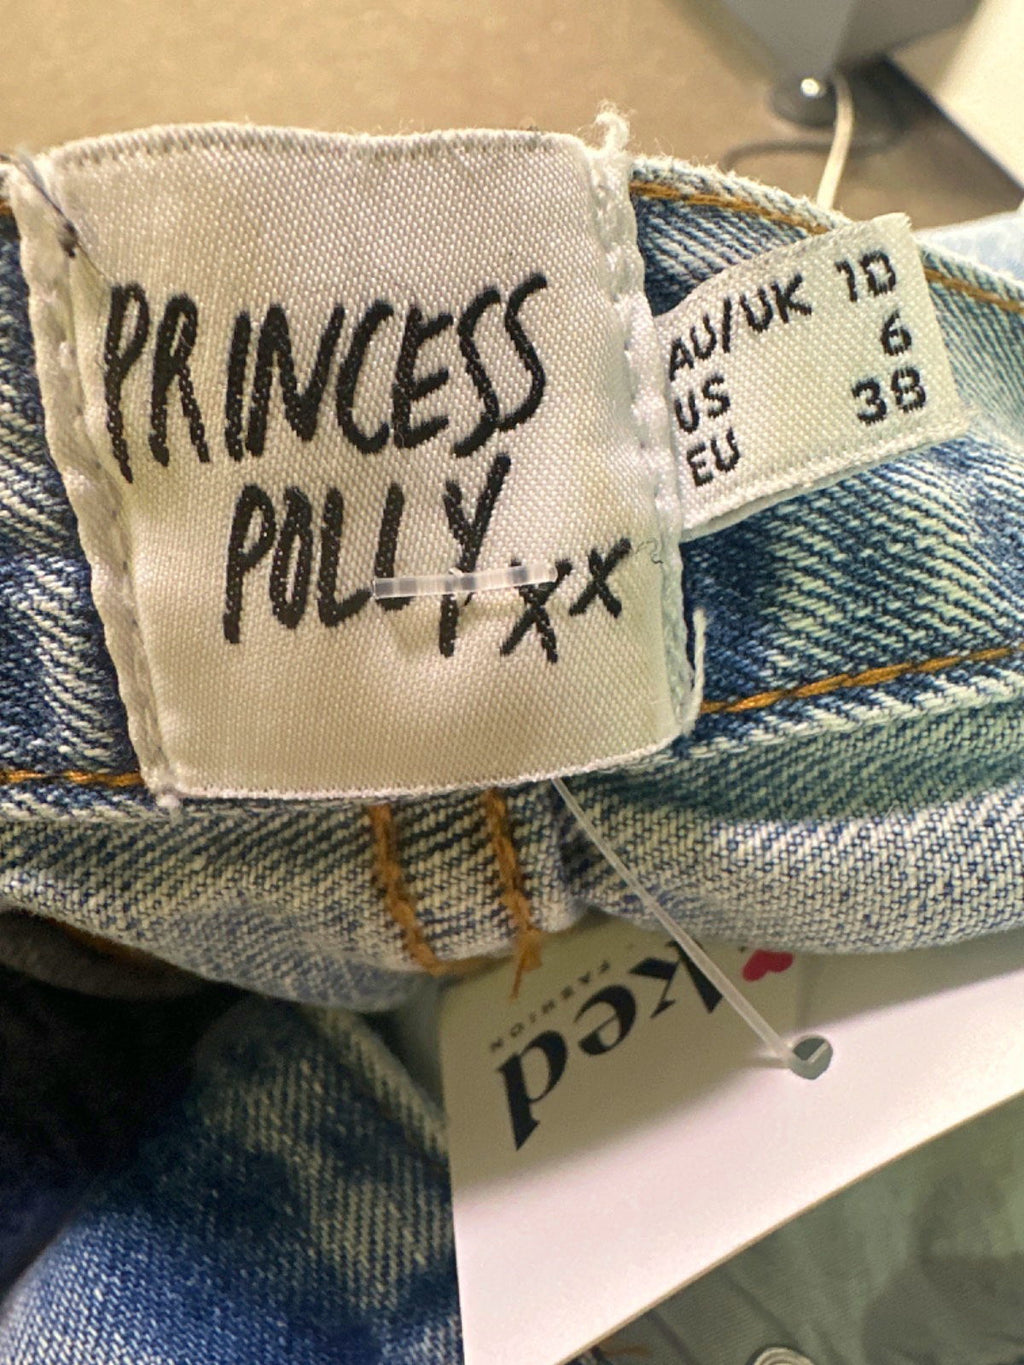 PRINCESS
POLLY xx
AU/UK 10
US 6
EU 38
ked
FASHION